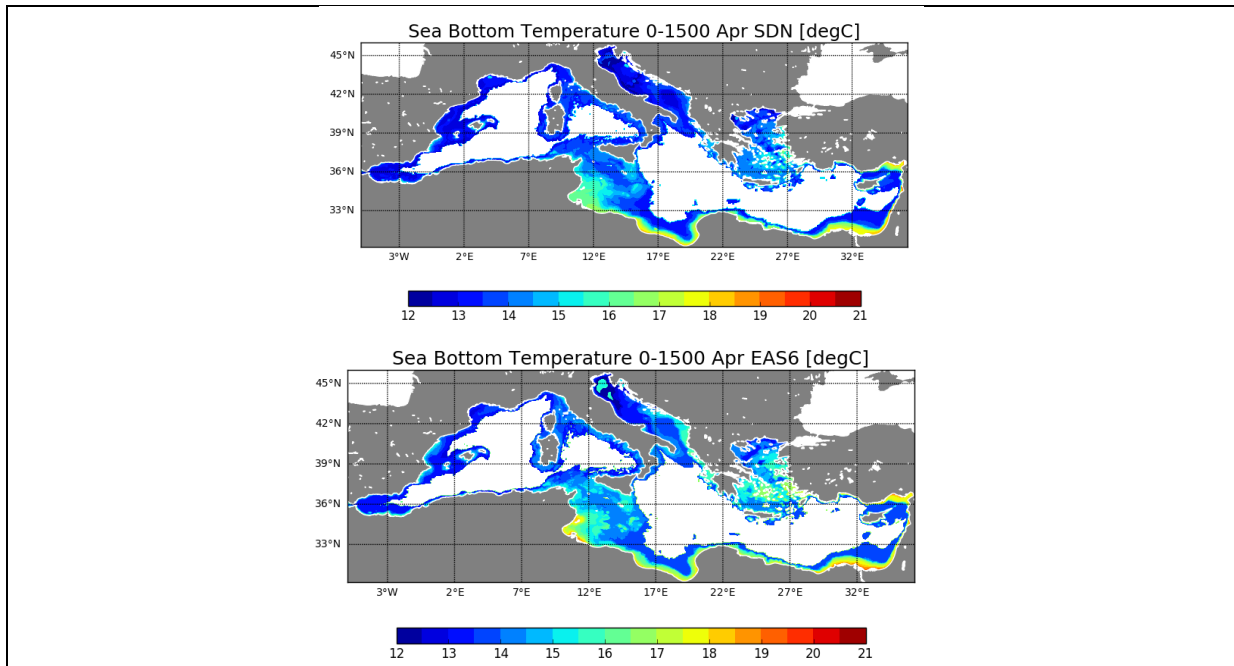 Sea Bottom Temperature 0-1500 Apr SDN [degC]
45°N
42°N
39°N
36°N
33°N
3°W 2°E 7°E 12°E 17°E 22°E 27°E 32°E
12 13 14 15 16 17 18 19 20 21
Sea Bottom Temperature 0-1500 Apr EAS6 [degC]
45°N
42°N
39°N
36°N
33°N
3°W 2°E 7°E 12°E 17°E 22°E 27°E 32°E
12 13 14 15 16 17 18 19 20 21